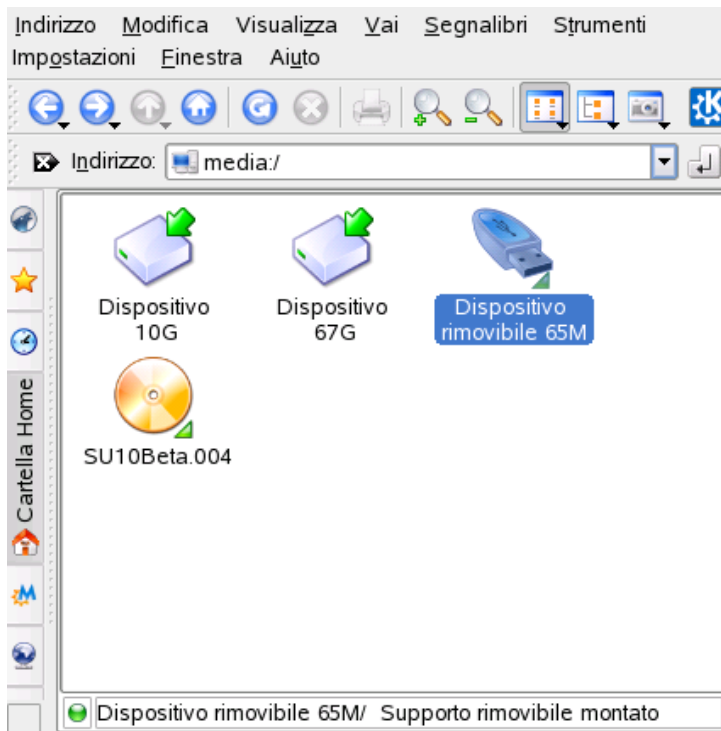 Indirizzo Modifica Visualizza Vai Segnalibri Strumenti
Impostazioni Finestra Aiuto
Indirizzo: media:/
Dispositivo
10G
Dispositivo
67G
Dispositivo
rimovibile 65M
SU10Beta.004
Cartella Home
Dispositivo rimovibile 65M/ Supporto rimovibile montato